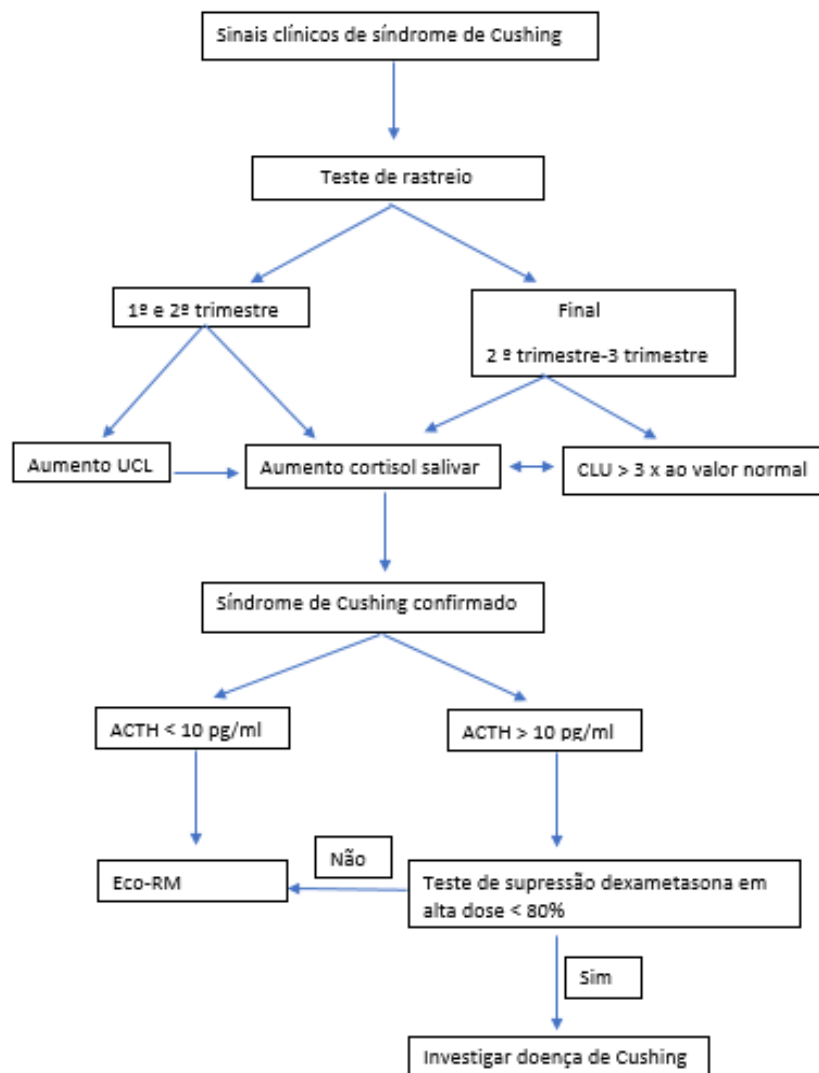 Sinais clínicos de síndrome de Cushing
Teste de rastreio
1º e 2º trimestre
Final
2 º trimestre-3 trimestre
Aumento UCL
Aumento cortisol salivar
CLU > 3 x ao valor normal
Síndrome de Cushing confirmado
ACTH < 10 pg/ml
ACTH > 10 pg/ml
Eco-RM
Não
Teste de supressão dexametasona em
alta dose < 80%
Sim
Investigar doença de Cushing